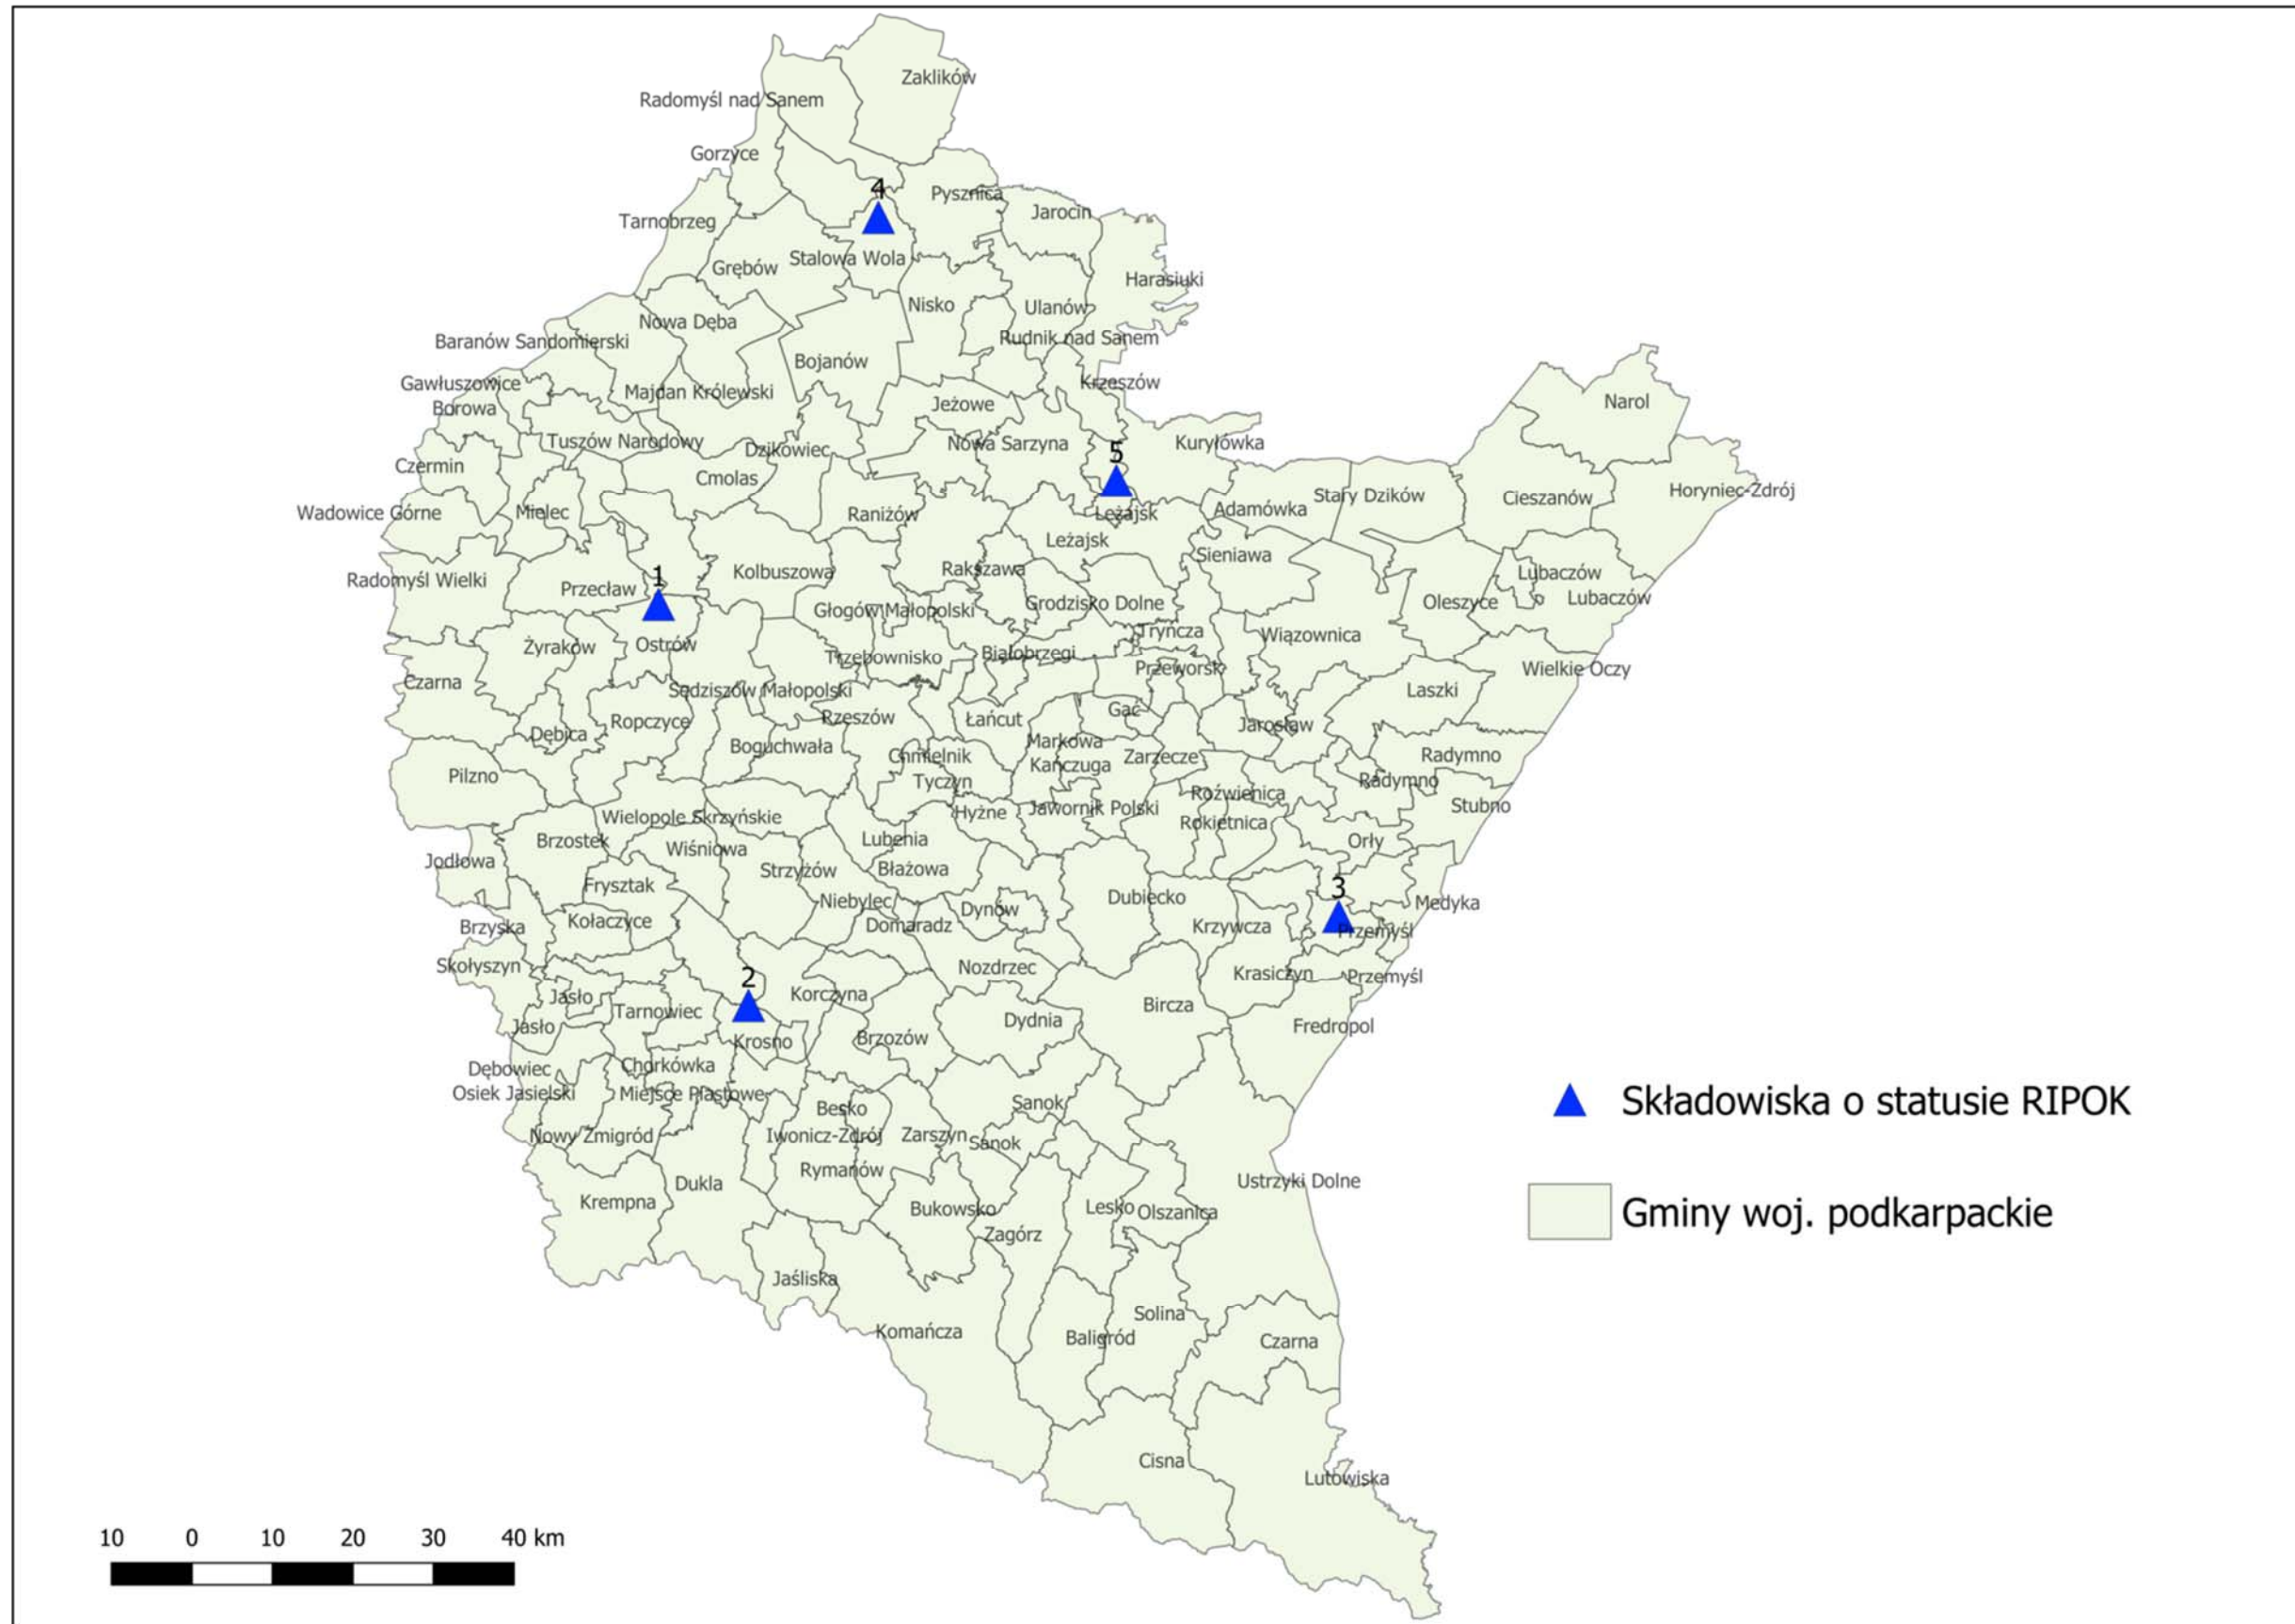 Zaklików
Radomyśl nad Sanem
Gorzyce
4
Pysznica
Jarocin
Tarnobrzeg
Stalowa Wola
Grębów
Harasiuki
Nisko
Ulanów
Nowa Dęba
Rudnik nad Sanem
Baranów Sandomierski
Bojanów
Krzeszów
Gawłuszowice
Majdan Królewski
Narol
Borowa
Jeżowe
Tuszów Narodowy
Nowa Sarzyna
Kuryłówka
Dzikowiec
5
Czermin
Cmolas
Stary Dzików
Cieszanów
Horyniec-Zdrój
Wadowice Górne
Mielec
Raniżów
Leżajsk
Adamówka
Leżajsk
Sieniawa
Radomyśl Wielki
Przecław
1
Kolbuszowa
Rakszawa
Lubaczów
Lubaczów
Głogów Małopolski
Grodzisko Dolne
Oleszyce
Żyraków
Ostrów
Tryńcza
Wiązownica
Trzebownisko
Białobrzegi
Przeworsk
Wielkie Oczy
Czarna
Sędziszów Małopolski
Laszki
Ropczyce
Rzeszów
Łańcut
Gać
Jarosław
Dębica
Boguchwała
Markowa
Chmielnik
Kańczuga
Zarzecze
Radymno
Pilzno
Tyczyn
Radymno
Roźwienica
Stubno
Wielopole Skrzyńskie
Hyżne
Jawornik Polski
Rokietnica
Brzostek
Wiśniowa
Lubenia
Orły
Jodłowa
Strzyżów
Błażowa
Frysztak
Niebylec
Dynów
Dubiecko
3
Medyka
Brzyska
Kołaczyce
Domaradz
Krzywcza
Przemyśl
Skołyszyn
Nozdrzec
Krasiczyn
Przemyśl
2
Jasło
Korczyna
Tarnowiec
Bircza
Jasło
Dydnia
Fredropol
Krosno
Brzozów
Dębowiec
Chorkówka
Osiek Jasielski
Miejsce Piastowe
Besko
Sanok
Nowy Żmigród
Iwonicz-Zdrój
Zarszyn
Sanok
Rymanów
Dukla
Ustrzyki Dolne
Krempna
Bukowsko
Lesko
Olszanica
Zagórz
Jaśliska
Solina
Komańcza
Baligród
Czarna
Cisna
Lutowiska
Składowiska o statusie RIPOK
Gminy woj. podkarpackie
10 0 10 20 30 40 km